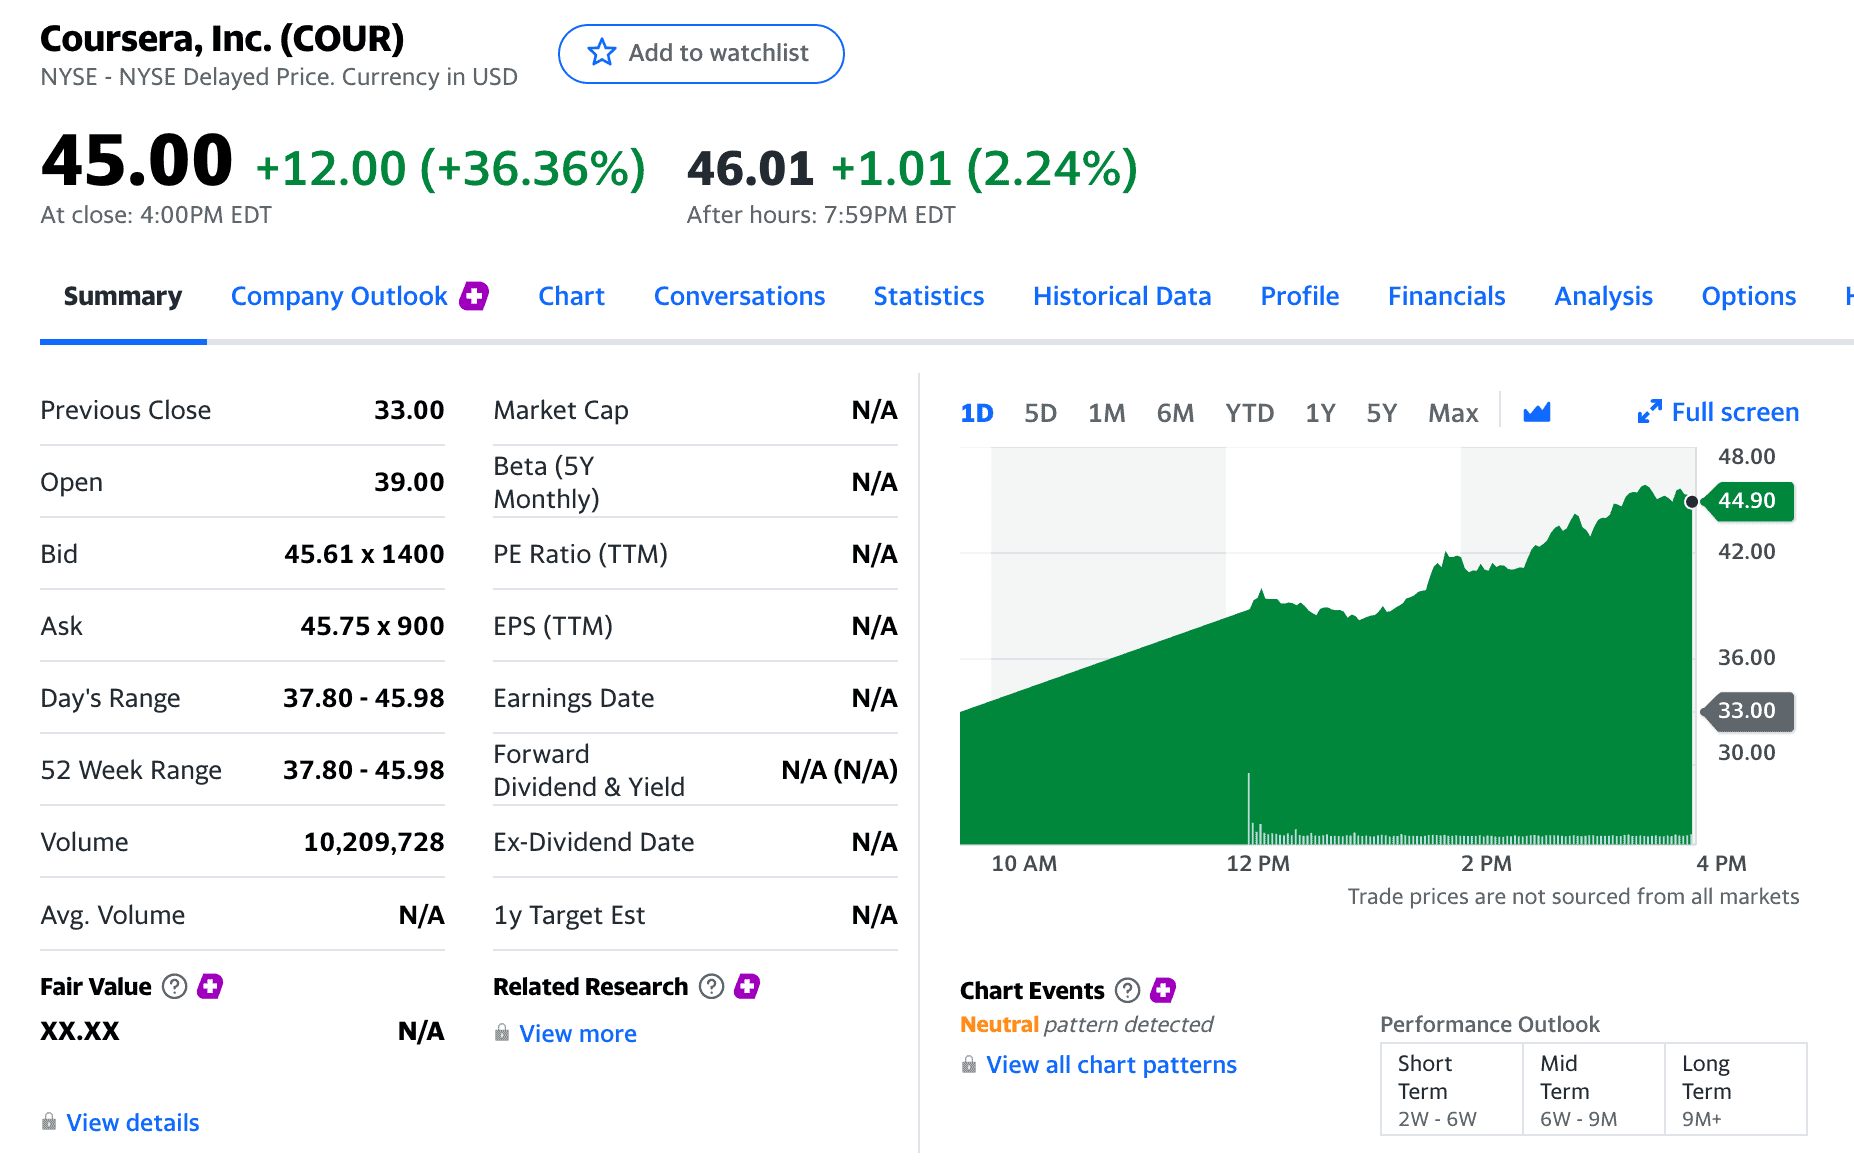 Coursera, Inc. (COUR)
NYSE - NYSE Delayed Price. Currency in USD
Add to watchlist
45.00 +12.00 (+36.36%)
At close: 4:00PM EDT
46.01 +1.01 (2.24%)
After hours: 7:59PM EDT
Summary Company Outlook Chart Conversations Statistics Historical Data Profile Financials Analysis Options
Previous Close 33.00
Open 39.00
Bid 45.61 x 1400
Ask 45.75 x 900
Day's Range 37.80 - 45.98
52 Week Range 37.80 - 45.98
Volume 10,209,728
Avg. Volume N/A
Market Cap N/A
Beta (5Y
Monthly) N/A
PE Ratio (TTM) N/A
EPS (TTM) N/A
Earnings Date N/A
Forward
Dividend & Yield N/A (N/A)
Ex-Dividend Date N/A
1y Target Est N/A
Fair Value ?
XX.XX N/A
View details
Related Research ?
View more
1D 5D 1M 6M YTD 1Y 5Y Max Full screen
48.00
44.90
42.00
36.00
33.00
30.00
10 AM 12 PM 2 PM 4 PM
Trade prices are not sourced from all markets
Chart Events ?
Neutral pattern detected
View all chart patterns
Performance Outlook
Short
Term
2W - 6W
Mid
Term
6W - 9M
Long
Term
9M+